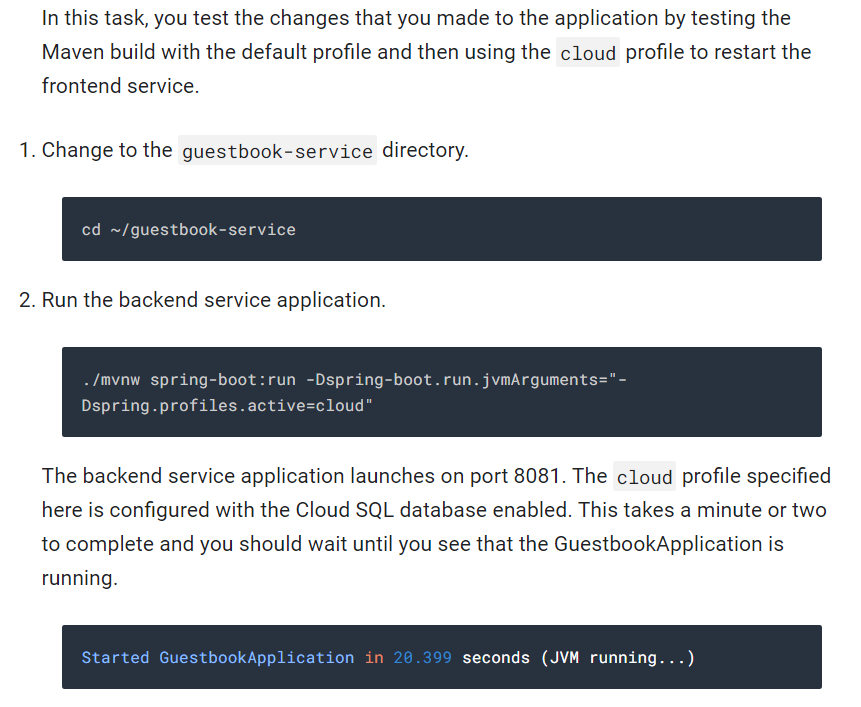 In this task, you test the changes that you made to the application by testing the
Maven build with the default profile and then using the cloud profile to restart the
frontend service.
1. Change to the guestbook-service directory.
cd ~/guestbook-service
2. Run the backend service application.
./mvnw spring-boot:run -Dspring-boot.run.jvmArguments="-
Dspring.profiles.active=cloud"
The backend service application launches on port 8081. The cloud profile specified
here is configured with the Cloud SQL database enabled. This takes a minute or two
to complete and you should wait until you see that the GuestbookApplication is
running.
Started GuestbookApplication in 20.399 seconds (JVM running...)